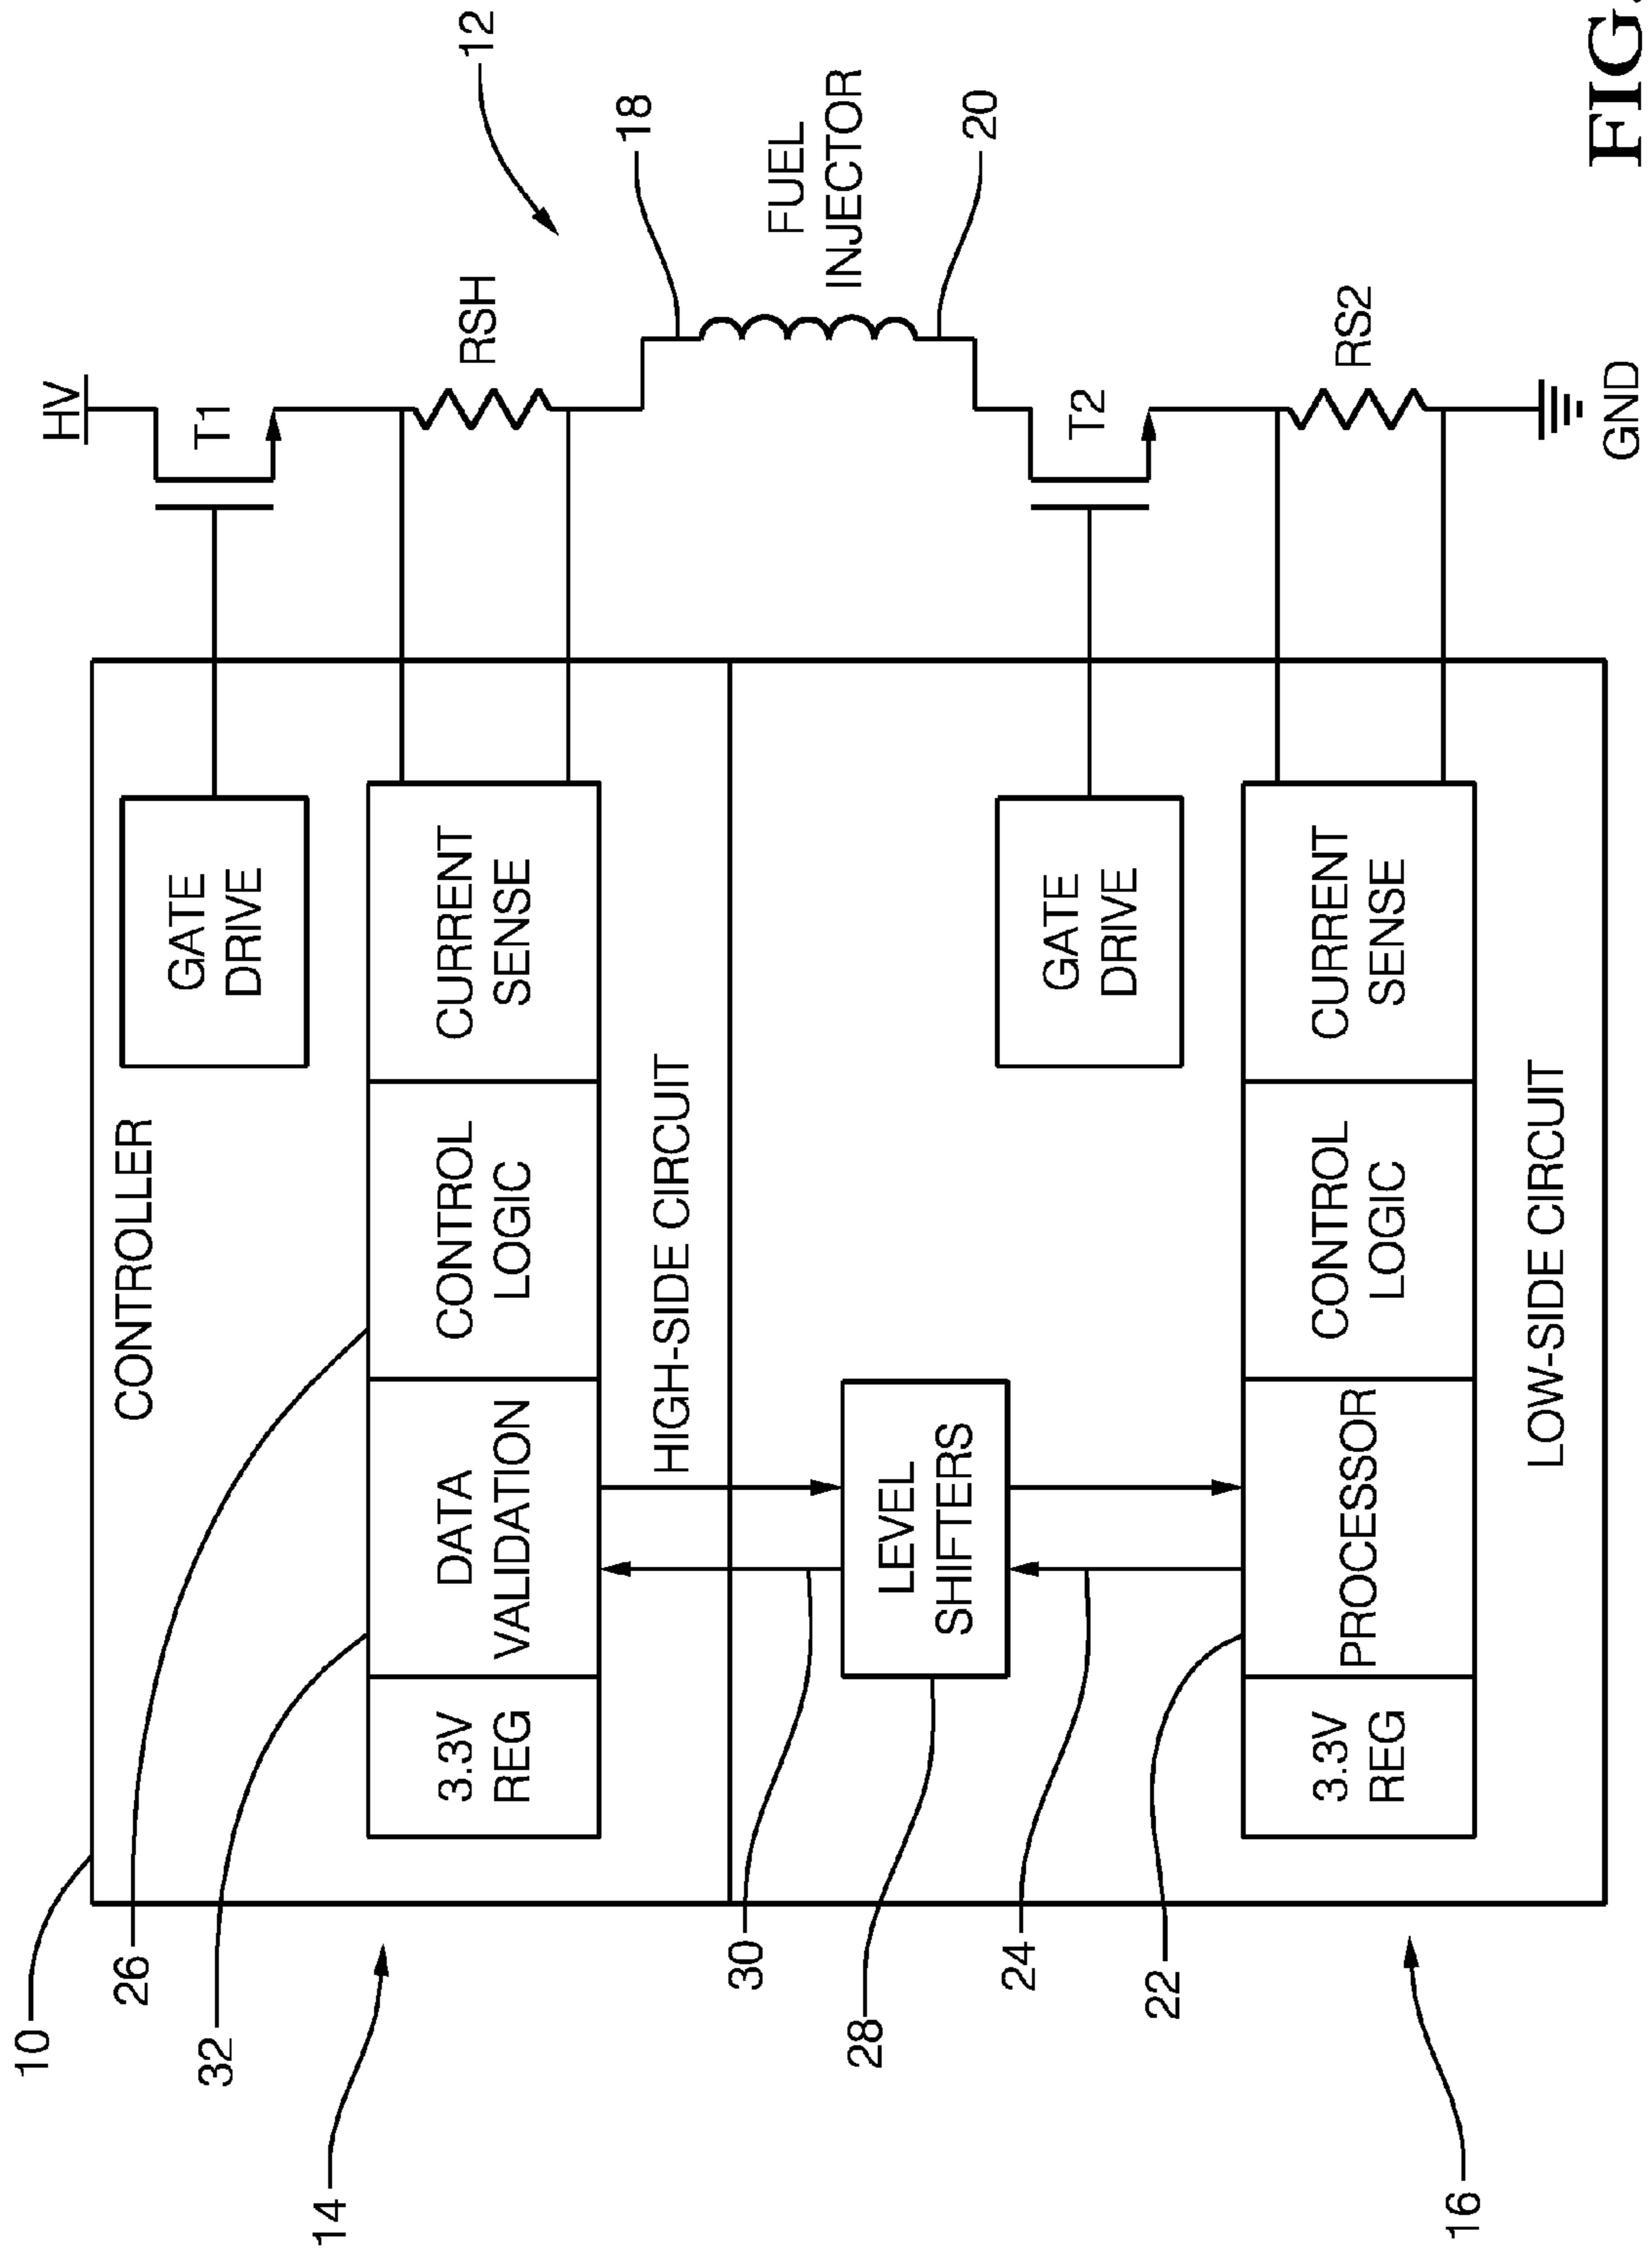 10
26
32
14
CONTROLLER
GATE
DRIVE
3.3V
REG
DATA
VALIDATION
CONTROL
LOGIC
CURRENT
SENSE
HIGH-SIDE CIRCUIT
HV
T1
RSH
12
18
FUEL
INJECTOR
20
30
28
24
22
16
LEVEL
SHIFTERS
GATE
DRIVE
T2
3.3V
REG
PROCESSOR
CONTROL
LOGIC
CURRENT
SENSE
LOW-SIDE CIRCUIT
RS2
GND
FIG.